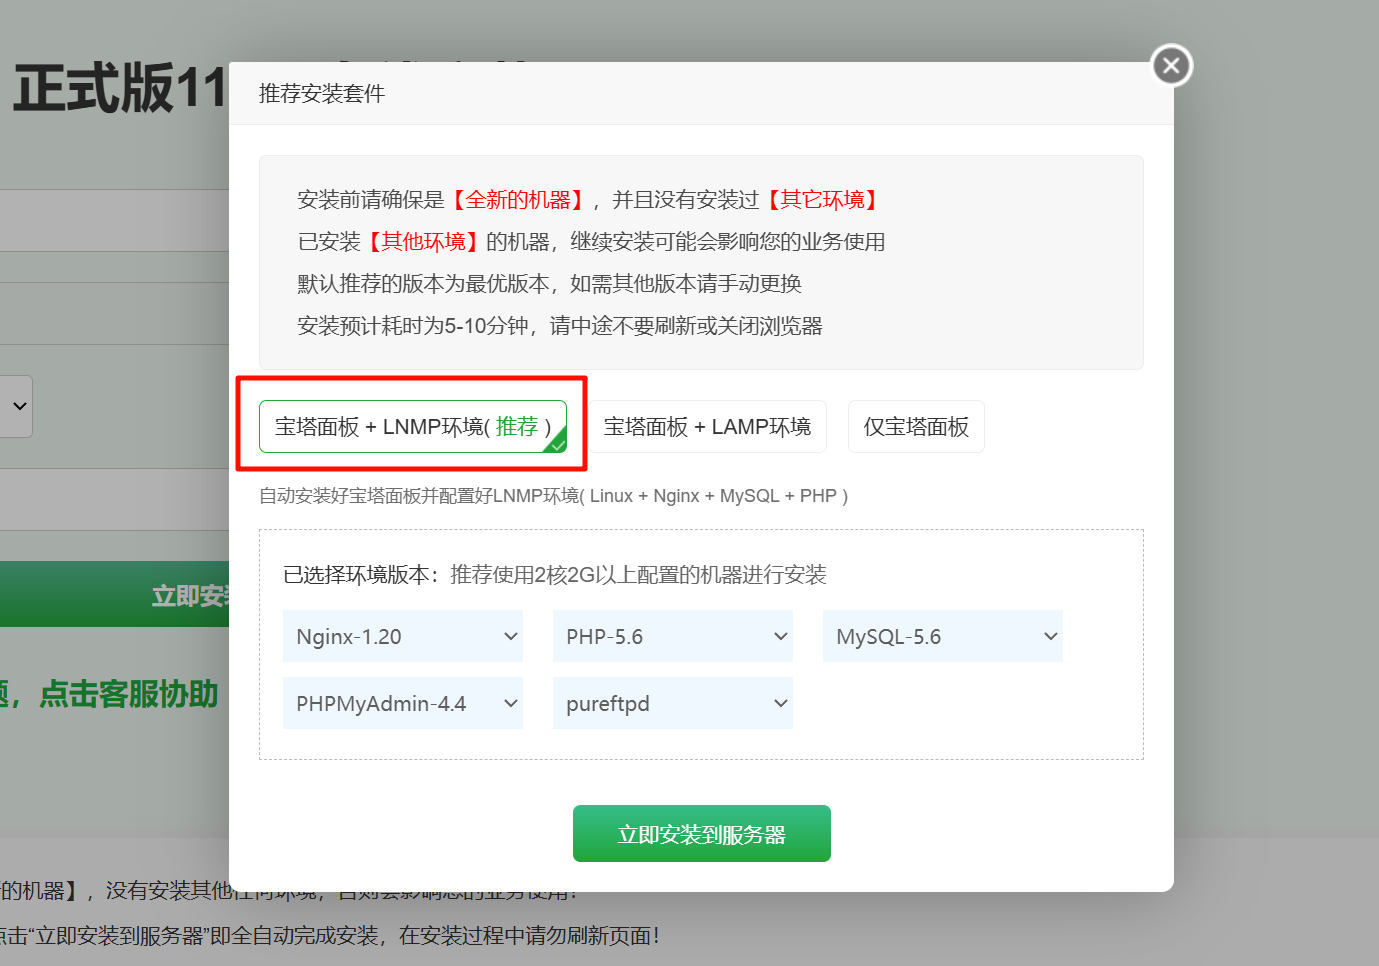 正式版11
推荐安装套件
安装前请确保是【全新的机器】，并且没有安装过【其它环境】
已安装【其他环境】的机器，继续安装可能会影响您的业务使用
默认推荐的版本为最优版本，如需其他版本请手动更换
安装预计耗时为5-10分钟，请中途不要刷新或关闭浏览器
宝塔面板 + LNMP环境( 推荐 )
宝塔面板 + LAMP环境
仅宝塔面板
自动安装好宝塔面板并配置好LNMP环境( Linux + Nginx + MySQL + PHP )
已选择环境版本：推荐使用2核2G以上配置的机器进行安装
Nginx-1.20
PHP-5.6
MySQL-5.6
PHPMyAdmin-4.4
pureftpd
立即安装到服务器
立即安
，点击客服协助
的机器】，没有安装其他
点击“立即安装到服务器”即全自动完成安装，在安装过程中请勿刷新页面！